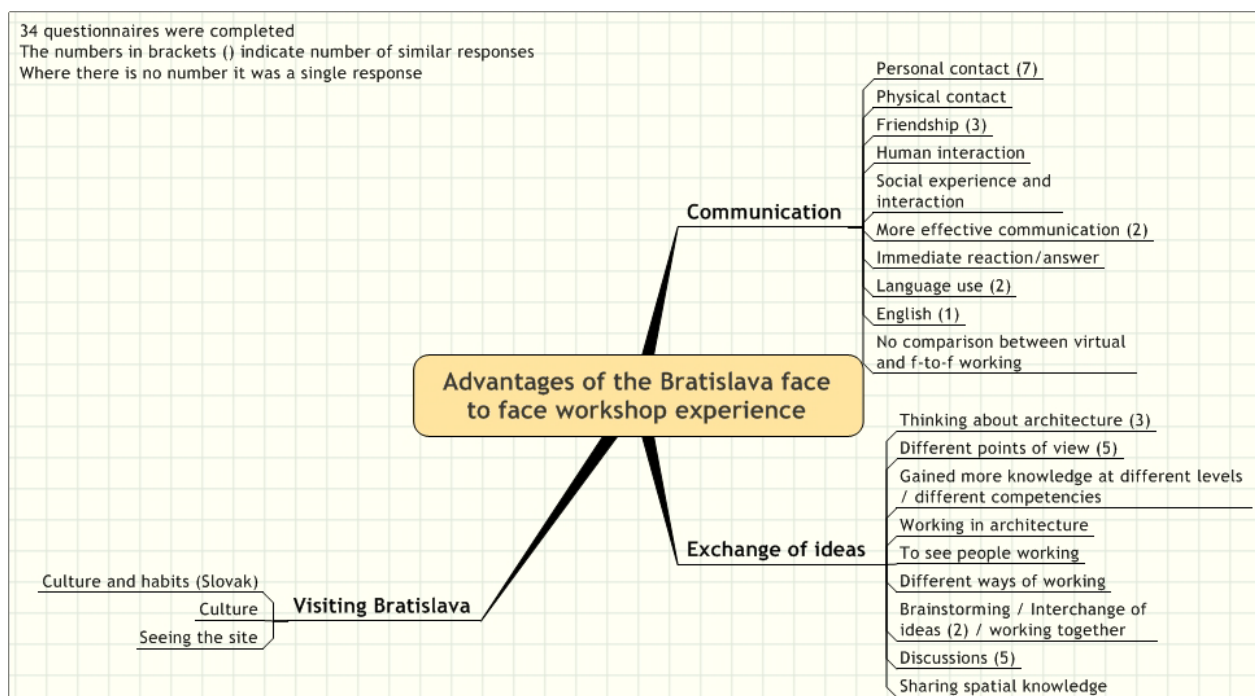 34 questionnaires were completed
The numbers in brackets () indicate number of similar responses
Where there is no number it was a single response
Personal contact (7)
Physical contact
Friendship (3)
Human interaction
Social experience and
interaction
Communication
More effective communication (2)
Immediate reaction/answer
Language use (2)
English (1)
No comparison between virtual
and f-to-f working
Advantages of the Bratislava face
to face workshop experience
Thinking about architecture (3)
Different points of view (5)
Gained more knowledge at different levels
/ different competencies
Working in architecture
Exchange of ideas
To see people working
Different ways of working
Brainstorming / Interchange of
ideas (2) / working together
Discussions (5)
Sharing spatial knowledge
Culture and habits (Slovak)
Culture
Visiting Bratislava
Seeing the site